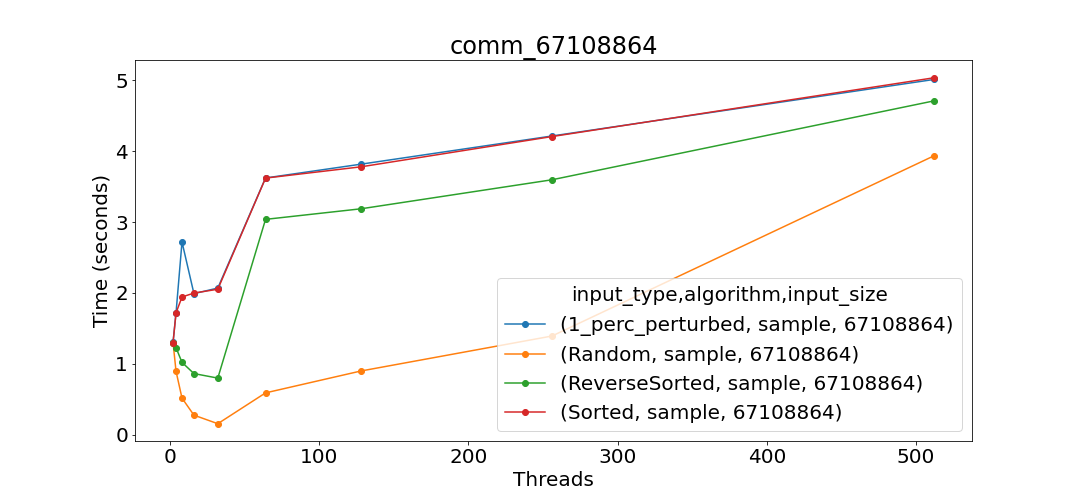 comm_67108864
Time (seconds)
5
4
3
2
1
0
input_type,algorithm,input_size
(1_perc_perturbed, sample, 67108864)
(Random, sample, 67108864)
(ReverseSorted, sample, 67108864)
(Sorted, sample, 67108864)
0 100 200 300 400 500
Threads